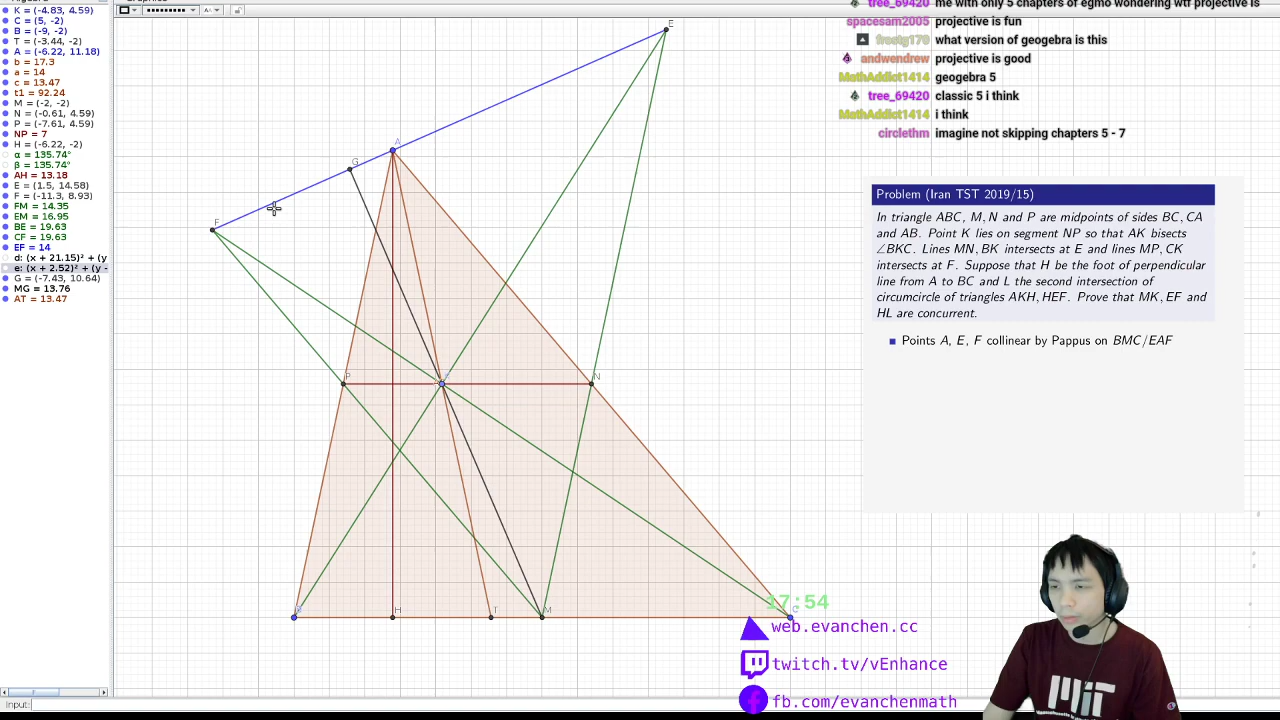 K = (-4.83, 4.59)
C = (5, -2)
B = (-9, -2)
T = (-3.44, -2)
A = (-6.22, 11.18)
b = 17.3
a = 14
c = 13.47
t1 = 92.24
M = (-2, -2)
N = (-0.61, 4.59)
P = (-7.61, 4.59)
NP = 7
H = (-6.22, -2)
α = 135.74°
β = 135.74°
AH = 13.18
E = (1.5, 14.58)
F = (-11.3, 8.93)
FM = 14.35
EM = 16.95
BE = 19.63
CF = 19.63
EF = 14
d: (x + 21.15)² + (y
e: (x + 2.52)² + (y -
G = (-7.43, 10.64)
MG = 13.76
AT = 13.47
Input:
E
A
G
F
P
N
B
H
T
M
C
tree_69420 me with only 5 chapters of egmo wondering wtf projective is
spacesam2005 projective is fun
frostg170 what version of geogebra is this
andwendrew projective is good
MathAddict1414 geogebra 5
tree_69420 classic 5 i think
MathAddict1414 i think
circlethm imagine not skipping chapters 5 - 7
Problem (Iran TST 2019/15)
In triangle ABC, M, N and P are midpoints of sides BC, CA
and AB. Point K lies on segment NP so that AK bisects
∠BKC. Lines MN, BK intersects at E and lines MP, CK
intersects at F. Suppose that H be the foot of perpendicular
line from A to BC and L the second intersection of
circumcircle of triangles AKH, HEF. Prove that MK, EF and
HL are concurrent.
Points A, E, F collinear by Pappus on BMC/EAF
17:54
web.evanchen.cc
twitch.tv/vEnhance
fb.com/evanchenmath
MIT